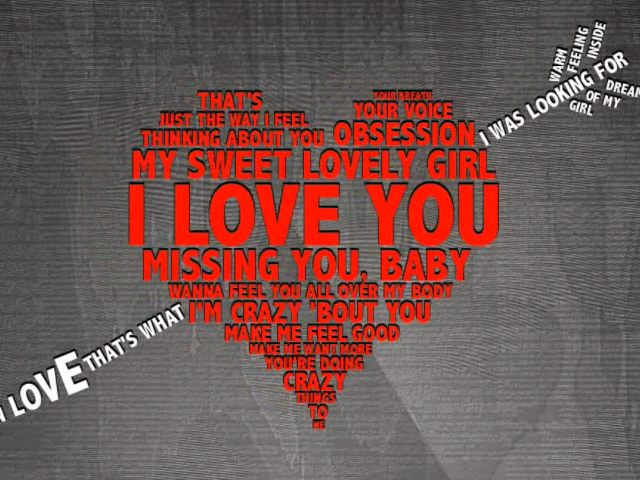 THAT'S
JUST THE WAY I FEEL
THINKING ABOUT YOU
YOUR BREATH
YOUR VOICE
OBSESSION
MY SWEET LOVELY GIRL
I LOVE YOU
MISSING YOU, BABY
WANNA FEEL YOU ALL OVER MY BODY
I'M CRAZY 'BOUT YOU
MAKE ME FEEL GOOD
MAKE ME WANT MORE
YOU'RE DOING
CRAZY
THINGS
TO
ME
LOVE THAT'S WHAT
I WAS LOOKING FOR
WARM
FEELING
INSIDE
DREAM
OF MY
GIRL